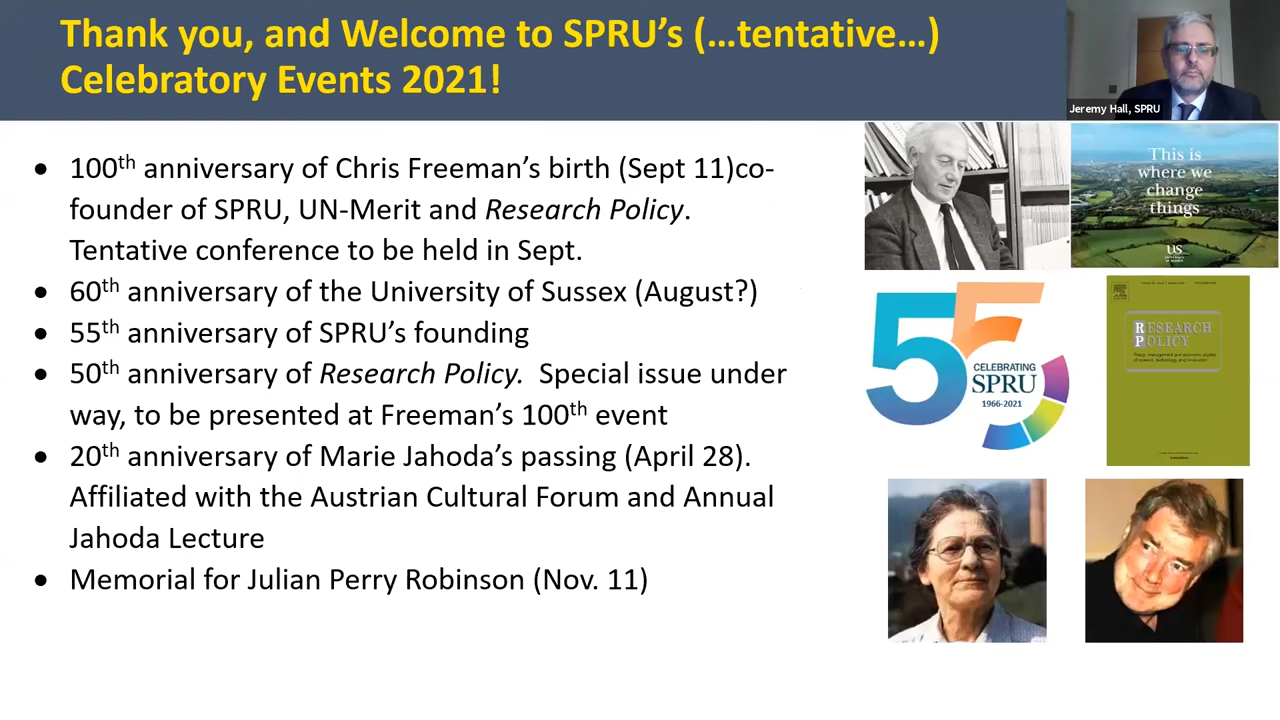 Thank you, and Welcome to SPRU's (...tentative...)
Celebratory Events 2021!
Jeremy Hall, SPRU
• 100th anniversary of Chris Freeman's birth (Sept 11)co-
founder of SPRU, UN-Merit and Research Policy.
Tentative conference to be held in Sept.
• 60th anniversary of the University of Sussex (August?)
• 55th anniversary of SPRU's founding
• 50th anniversary of Research Policy.  Special issue under
way, to be presented at Freeman's 100th event
• 20th anniversary of Marie Jahoda's passing (April 28).
Affiliated with the Austrian Cultural Forum and Annual
Jahoda Lecture
• Memorial for Julian Perry Robinson (Nov. 11)
This is
where we
change
things
US
55
CELEBRATING
SPRU
1966-2021
RESEARCH
POLICY